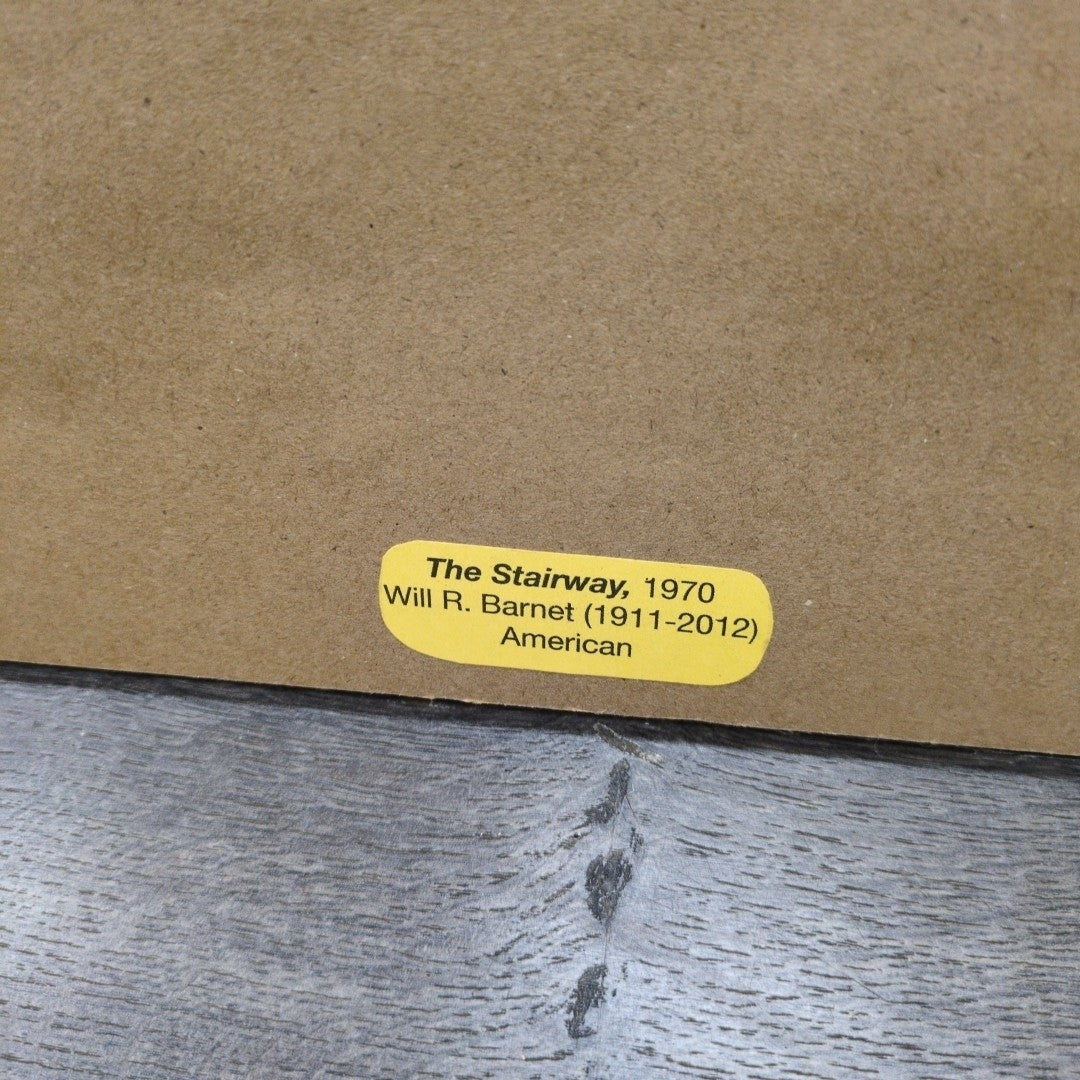 The Stairway, 1970
Will R. Barnet (1911-2012)
American